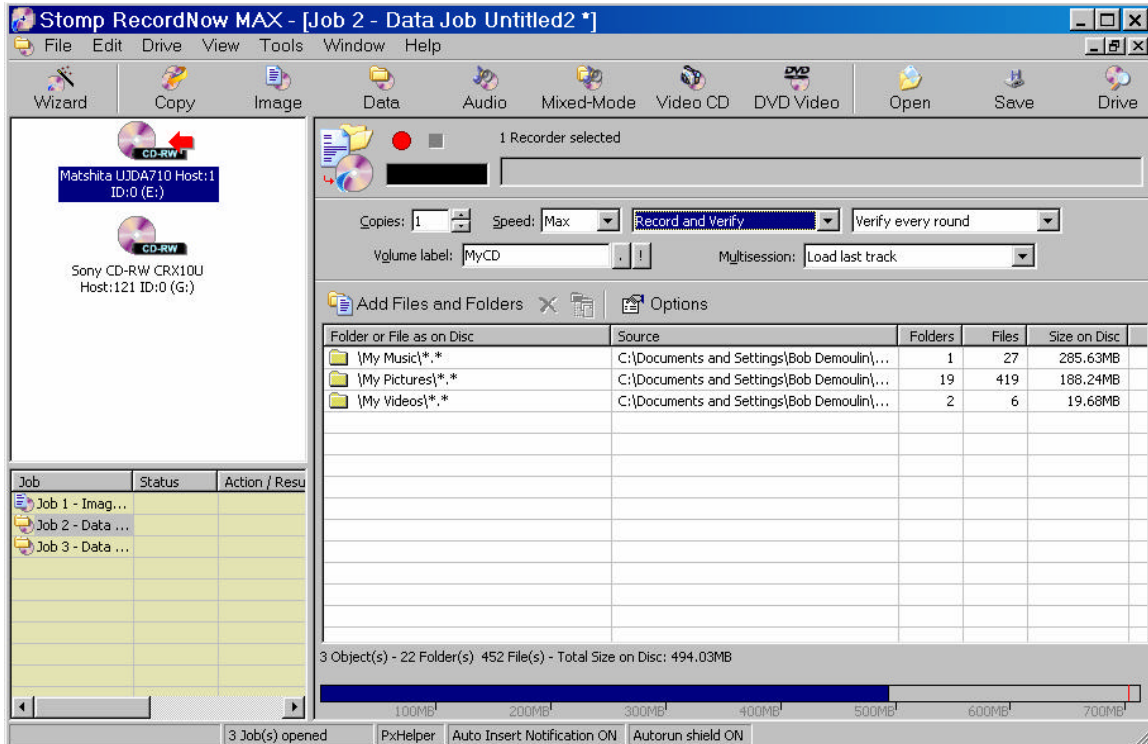 Stomp RecordNow MAX - [Job 2 - Data Job Untitled2 *]
File Edit Drive View Tools Window Help
Wizard Copy Image Data Audio Mixed-Mode Video CD DVD Video Open Save Drive
CD-RW
Matshita UJDA710 Host:1
ID:0 (E:)
CD-RW
Sony CD-RW CRX10U
Host:121 ID:0 (G:)
1 Recorder selected
Copies: 1 Speed: Max Record and Verify Verify every round
Volume label: MyCD . ! Multisession: Load last track
Add Files and Folders Options
Folder or File as on Disc Source Folders Files Size on Disc
\My Music\*.* C:\Documents and Settings\Bob Demoulin\... 1 27 285.63MB
\My Pictures\*.* C:\Documents and Settings\Bob Demoulin\... 19 419 188.24MB
\My Videos\*.* C:\Documents and Settings\Bob Demoulin\... 2 6 19.68MB
Job Status Action / Resu
Job 1 - Imag...
Job 2 - Data ...
Job 3 - Data ...
3 Object(s) - 22 Folder(s) 452 File(s) - Total Size on Disc: 494.03MB
100MB 200MB 300MB 400MB 500MB 600MB 700MB
3 Job(s) opened PxHelper Auto Insert Notification ON Autorun shield ON